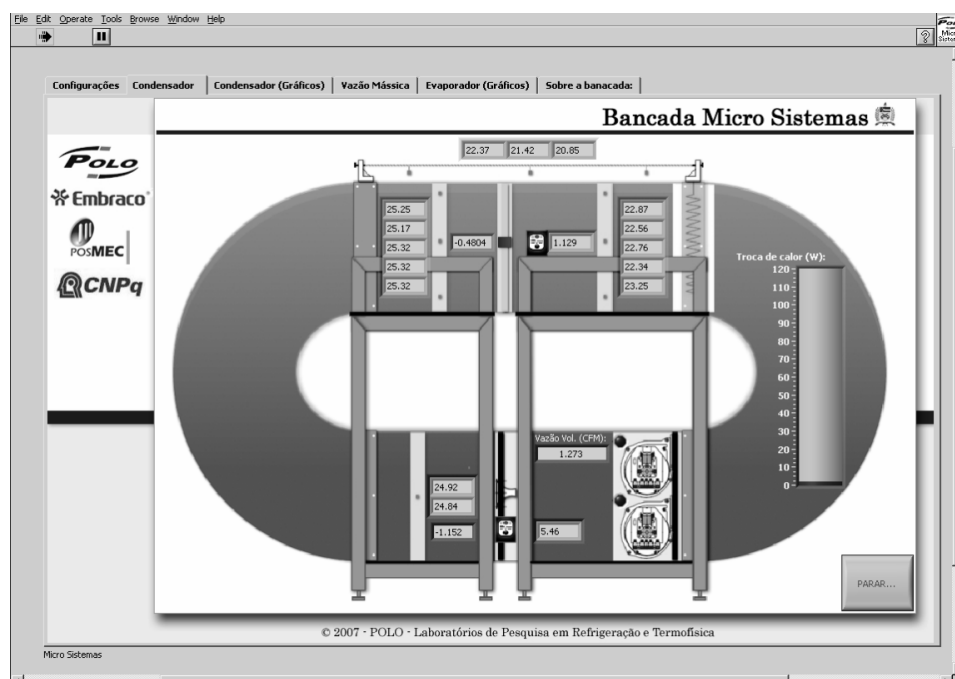 File Edit Operate Tools Browse Window Help
Configurações Condensador Condensador (Gráficos) Vazão Mássica Evaporador (Gráficos) Sobre a banacada:
Bancada Micro Sistemas
POLO
Embraco
POSMEC
CNPq
22.37 21.42 20.85
25.25
25.17
25.32
25.32
25.32
-0.4804
1.129
22.87
22.56
22.76
22.34
23.25
Troca de calor (W):
120
110
100
90
80
70
60
50
40
30
20
10
0
Vazão Vol. (CFM):
1.273
24.92
24.84
-1.152
5.46
PARAR...
© 2007 - POLO - Laboratórios de Pesquisa em Refrigeração e Termofísica
Micro Sistemas